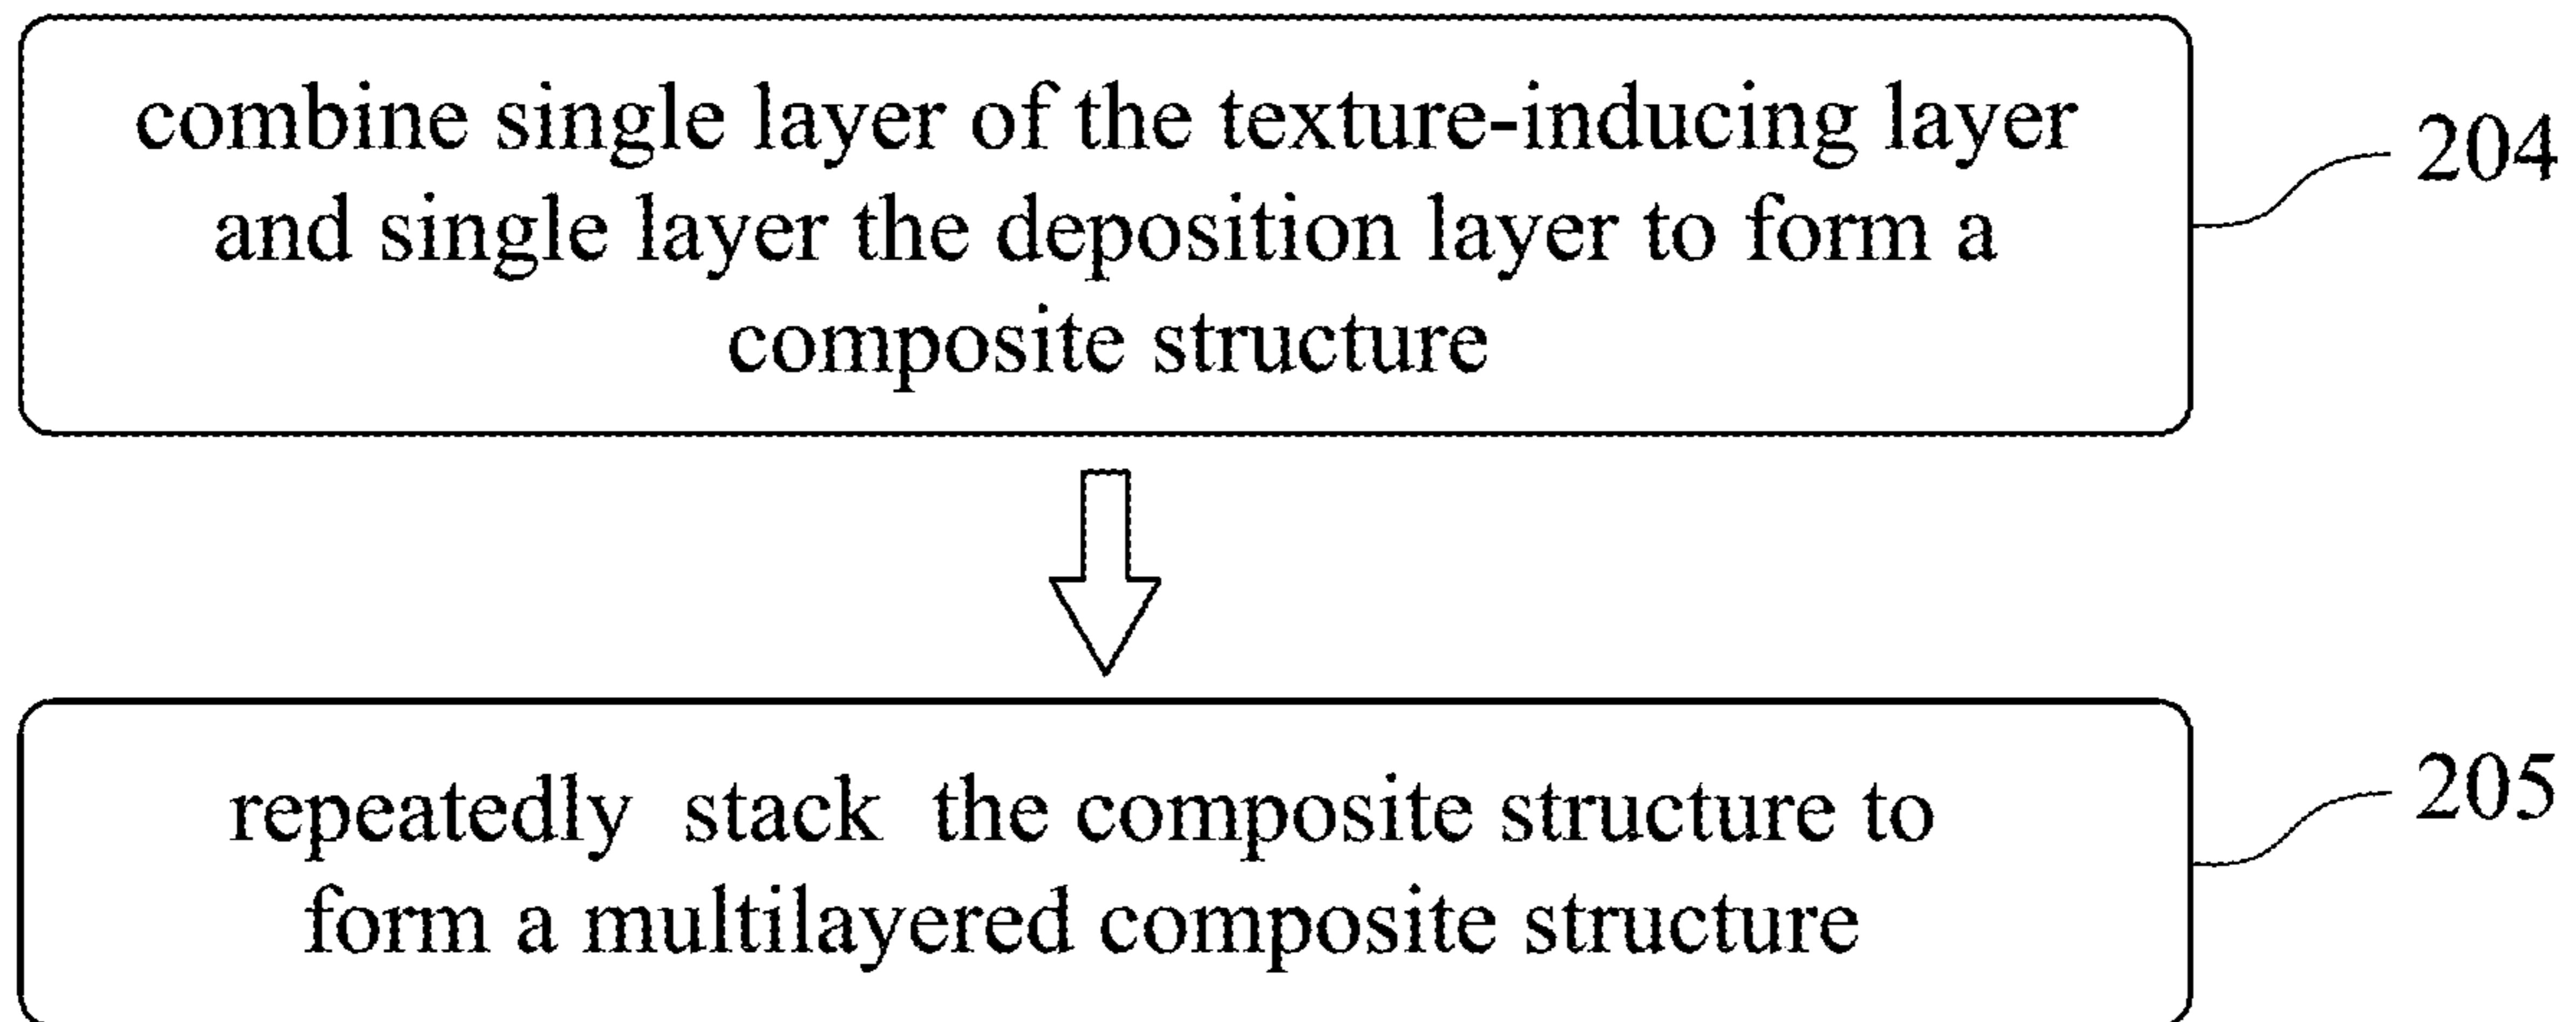 combine single layer of the texture-inducing layer
and single layer the deposition layer to form a
composite structure
204
repeatedly stack the composite structure to
form a multilayered composite structure
205